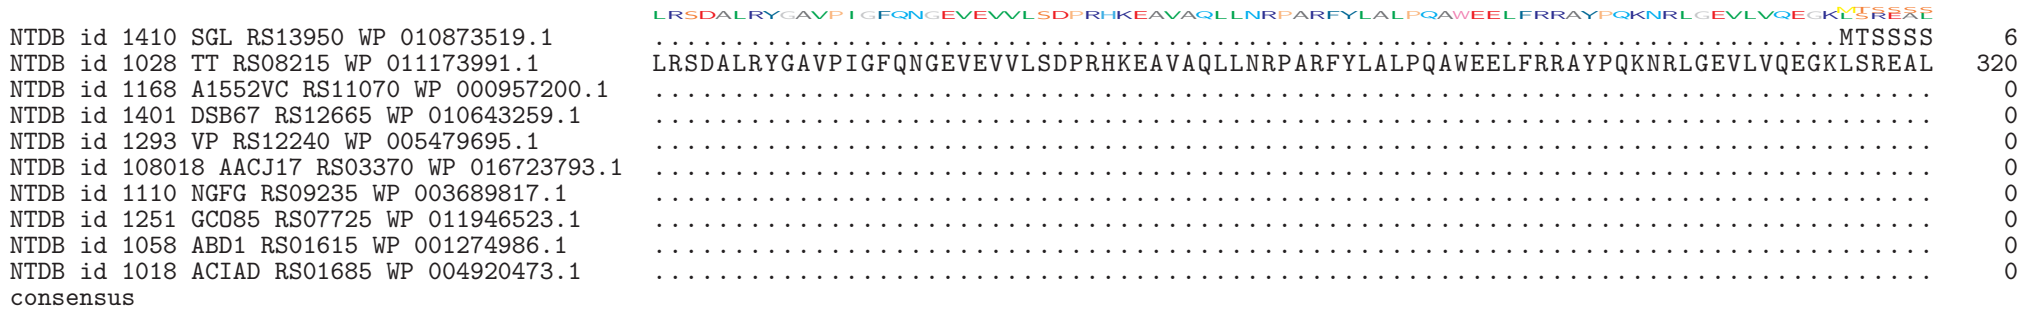 LRSDALRYGAVPIGFQNGEVEVVLSDPRHKEAVAQLLNRPARFYLALPQAWEELFRRAYPQKNRLGEVLVQEGKLSREAL
NTDB id 1410 SGL RS13950 WP 010873519.1 ..........................................................................MTSSSS 6
NTDB id 1028 TT RS08215 WP 011173991.1 LRSDALRYGAVPIGFQNGEVEVVLSDPRHKEAVAQLLNRPARFYLALPQAWEELFRRAYPQKNRLGEVLVQEGKLSREAL 320
NTDB id 1168 A1552VC RS11070 WP 000957200.1 ................................................................................ 0
NTDB id 1401 DSB67 RS12665 WP 010643259.1 ................................................................................ 0
NTDB id 1293 VP RS12240 WP 005479695.1 ................................................................................ 0
NTDB id 108018 AACJ17 RS03370 WP 016723793.1 ................................................................................ 0
NTDB id 1110 NGFG RS09235 WP 003689817.1 ................................................................................ 0
NTDB id 1251 GCO85 RS07725 WP 011946523.1 ................................................................................ 0
NTDB id 1058 ABD1 RS01615 WP 001274986.1 ................................................................................ 0
NTDB id 1018 ACIAD RS01685 WP 004920473.1 ................................................................................ 0
consensus